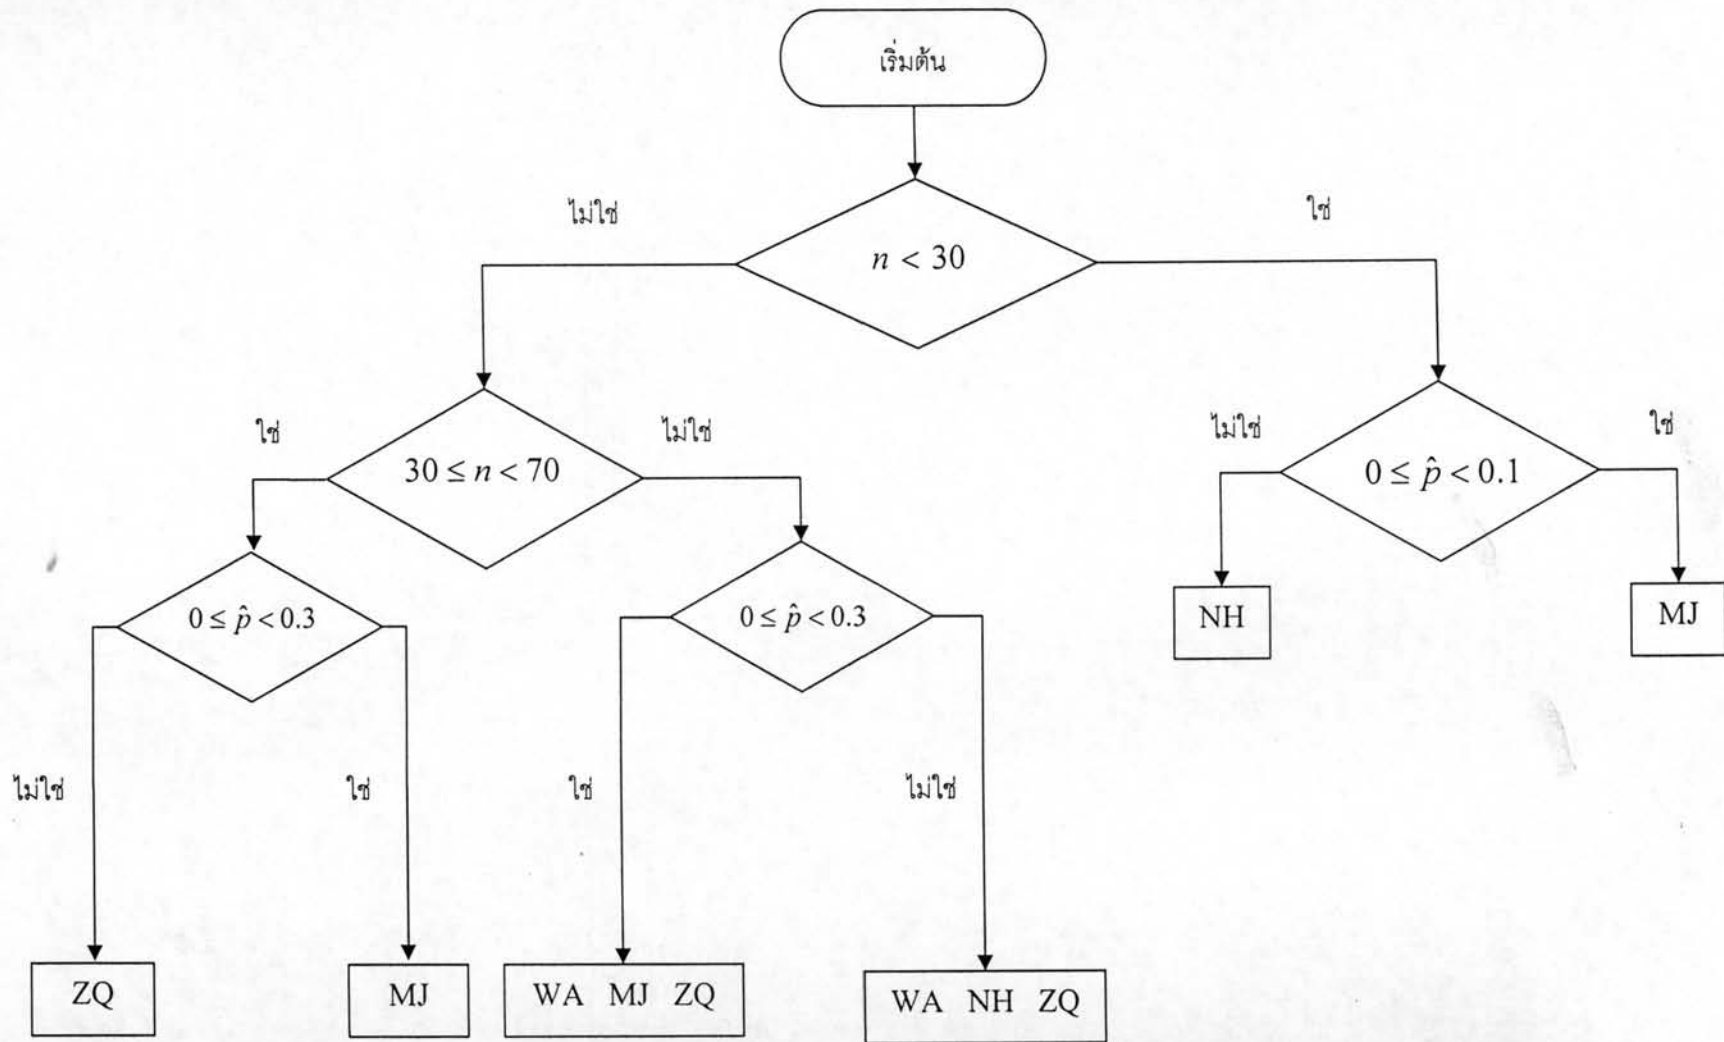 เริ่มต้น
ไม่ใช่
ใช่
n < 30
ใช่
ไม่ใช่
ไม่ใช่
ใช่
30 ≤ n < 70
0 ≤ p̂ < 0.1
0 ≤ p̂ < 0.3
0 ≤ p̂ < 0.3
NH
MJ
ไม่ใช่
ใช่
ใช่
ไม่ใช่
ZQ
MJ
WA MJ ZQ
WA NH ZQ